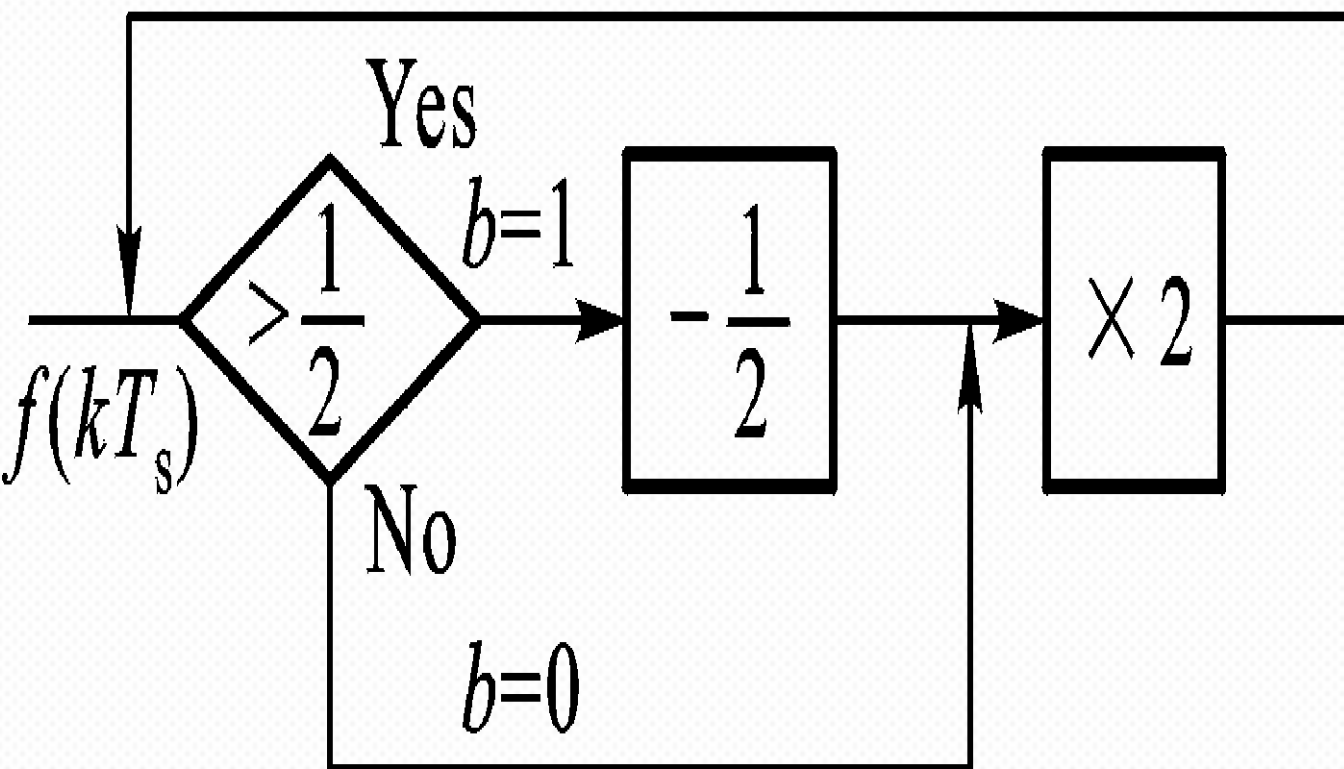 Yes
b=1
> 1/2
- 1/2
× 2
f(kTs)
No
b=0